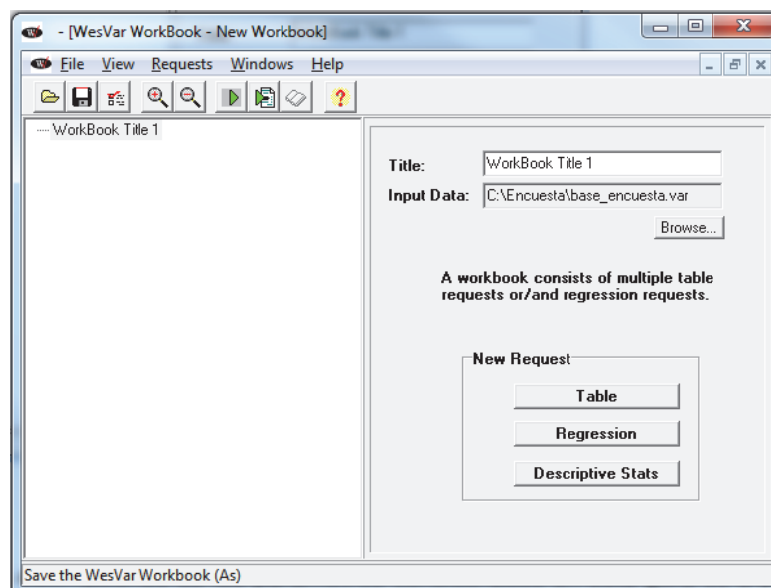 - [WesVar WorkBook - New Workbook]
File View Requests Windows Help
WorkBook Title 1
Title: WorkBook Title 1
Input Data: C:\Encuesta\base_encuesta.var
Browse...
A workbook consists of multiple table
requests or/and regression requests.
New Request
Table
Regression
Descriptive Stats
Save the WesVar Workbook (As)